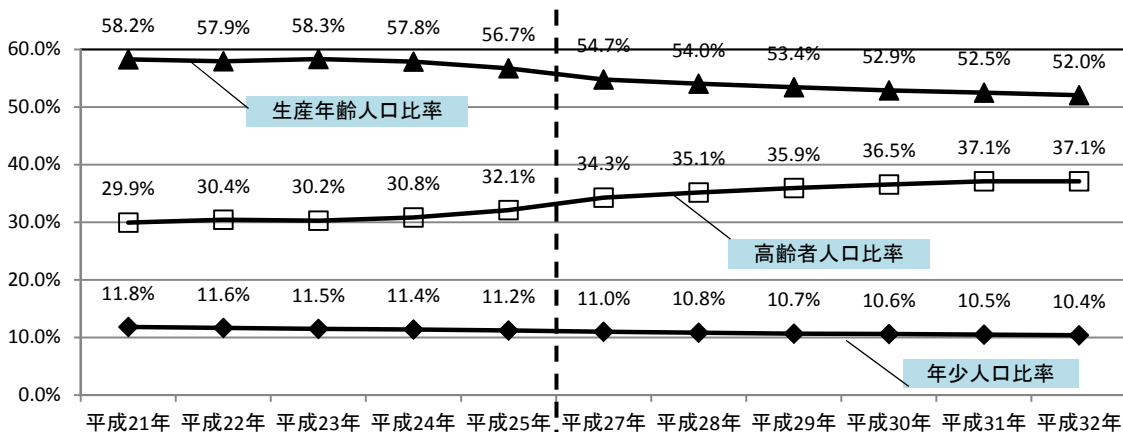 58.2% 57.9% 58.3% 57.8% 56.7% 54.7% 54.0% 53.4% 52.9% 52.5% 52.0%
60.0%
生産年齢人口比率
50.0%
40.0%
29.9% 30.4% 30.2% 30.8% 32.1% 34.3% 35.1% 35.9% 36.5% 37.1% 37.1%
30.0%
高齢者人口比率
20.0%
11.8% 11.6% 11.5% 11.4% 11.2% 11.0% 10.8% 10.7% 10.6% 10.5% 10.4%
10.0%
年少人口比率
0.0%
平成21年 平成22年 平成23年 平成24年 平成25年 平成27年 平成28年 平成29年 平成30年 平成31年 平成32年